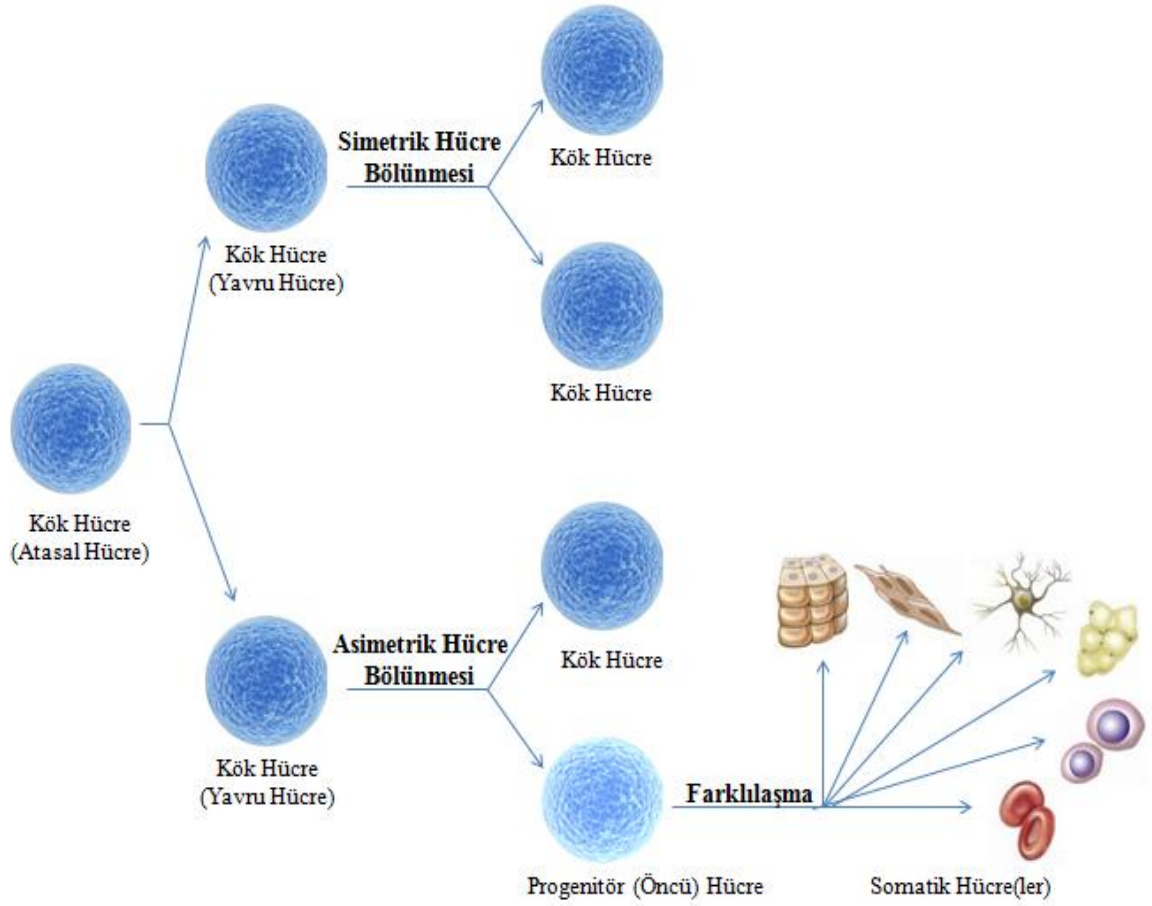 Kök Hücre
Simetrik Hücre
Bölünmesi
Kök Hücre
(Yavru Hücre)
Kök Hücre
Kök Hücre
(Atasal Hücre)
Kök Hücre
Asimetrik Hücre
Bölünmesi
Kök Hücre
(Yavru Hücre)
Farklılaşma
Progenitör (Öncü) Hücre
Somatik Hücre(ler)